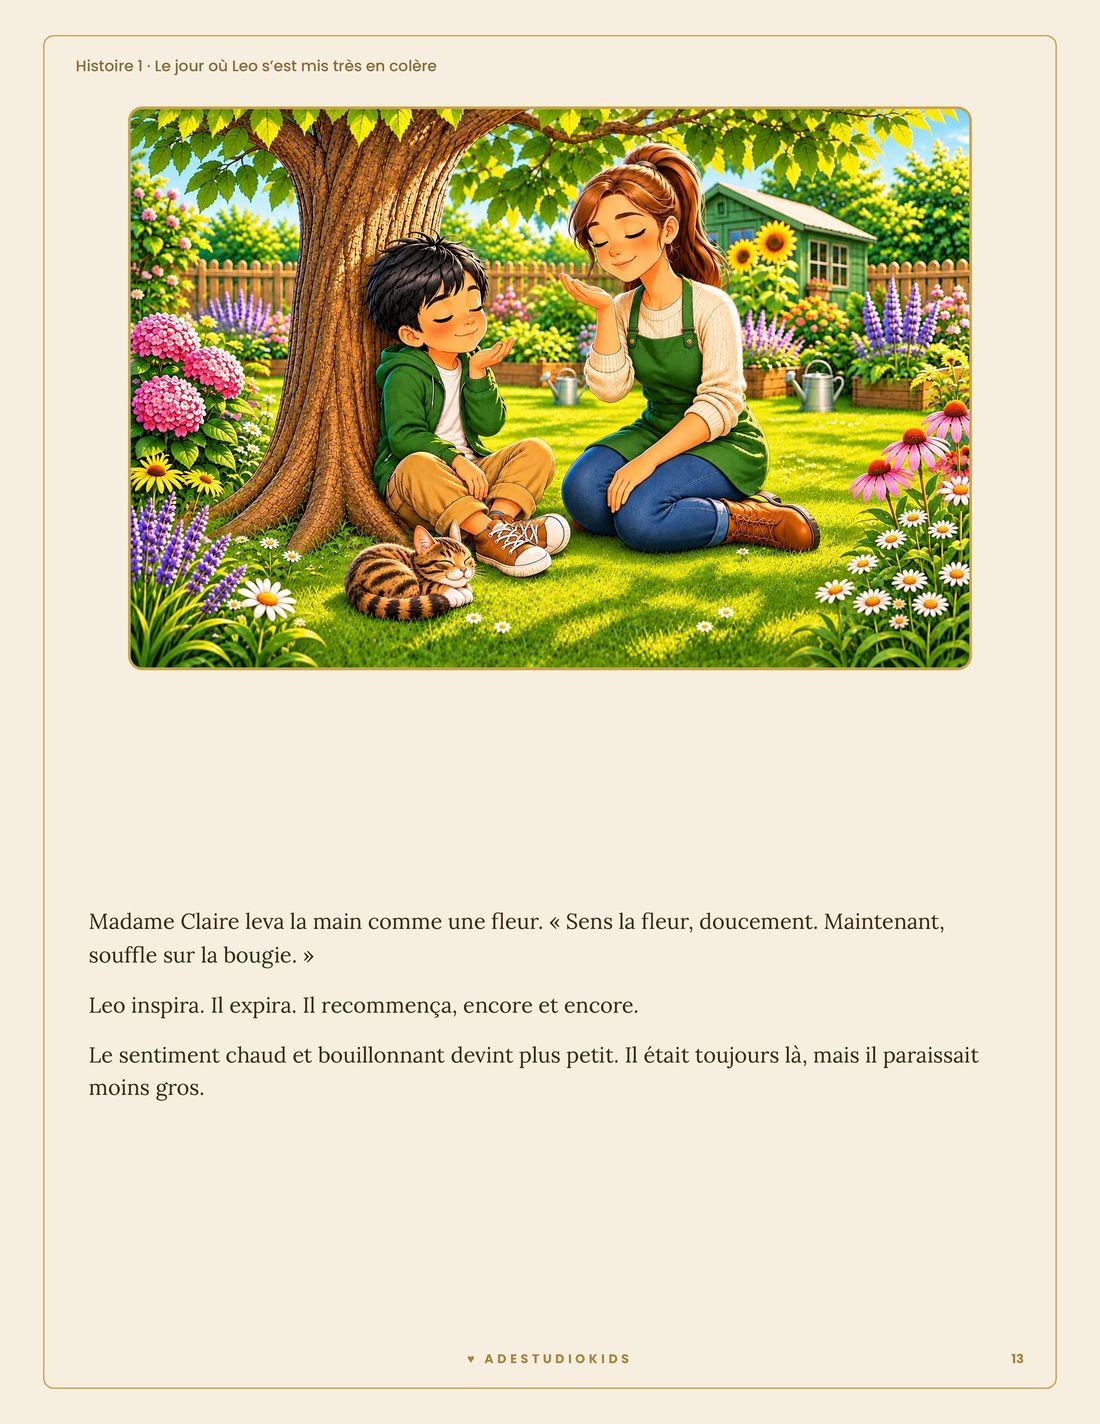 Histoire 1 · Le jour où Leo s’est mis très en colère
Madame Claire leva la main comme une fleur. « Sens la fleur, doucement. Maintenant,
souffle sur la bougie. »
Leo inspira. Il expira. Il recommença, encore et encore.
Le sentiment chaud et bouillonnant devint plus petit. Il était toujours là, mais il paraissait
moins gros.
♥ ADESTUDIOKIDS
13